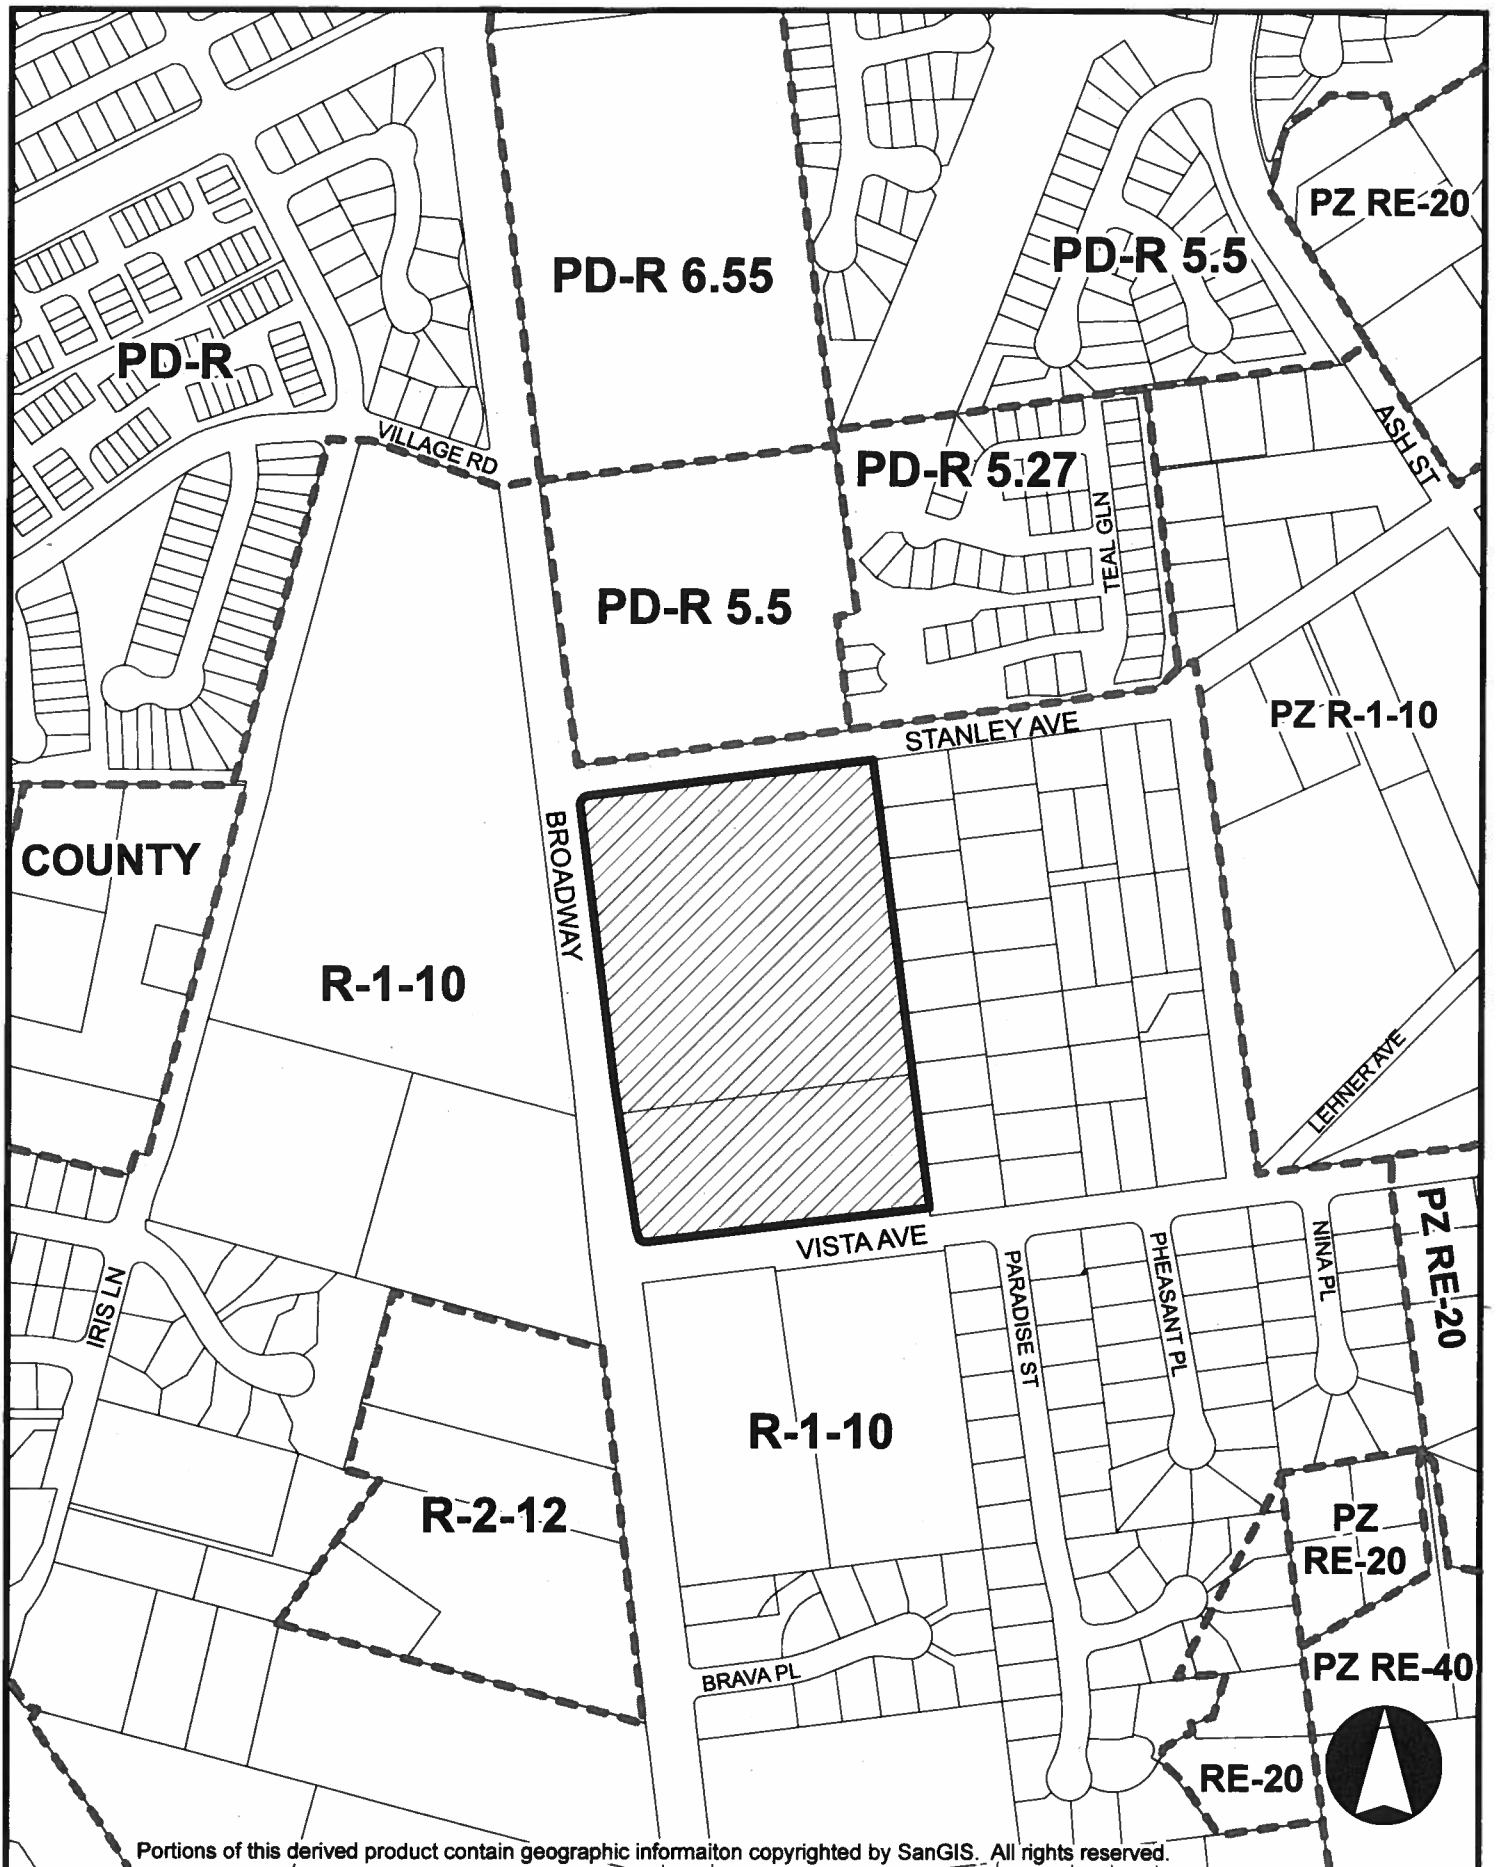 PZ RE-20
PD-R 6.55
PD-R 5.5
PD-R
VILLAGE RD
ASH ST
PD-R 5.27
TEAL GLN
PD-R 5.5
PZ R-1-10
STANLEY AVE
BROADWAY
COUNTY
R-1-10
LEHNER AVE
VISTA AVE
PZ RE-20
NINA PL
PHEASANT PL
PARADISE ST
IRIS LN
R-1-10
R-2-12
PZ
RE-20
PZ RE-40
BRAVA PL
RE-20
Portions of this derived product contain geographic informaiton copyrighted by SanGIS. All rights reserved.